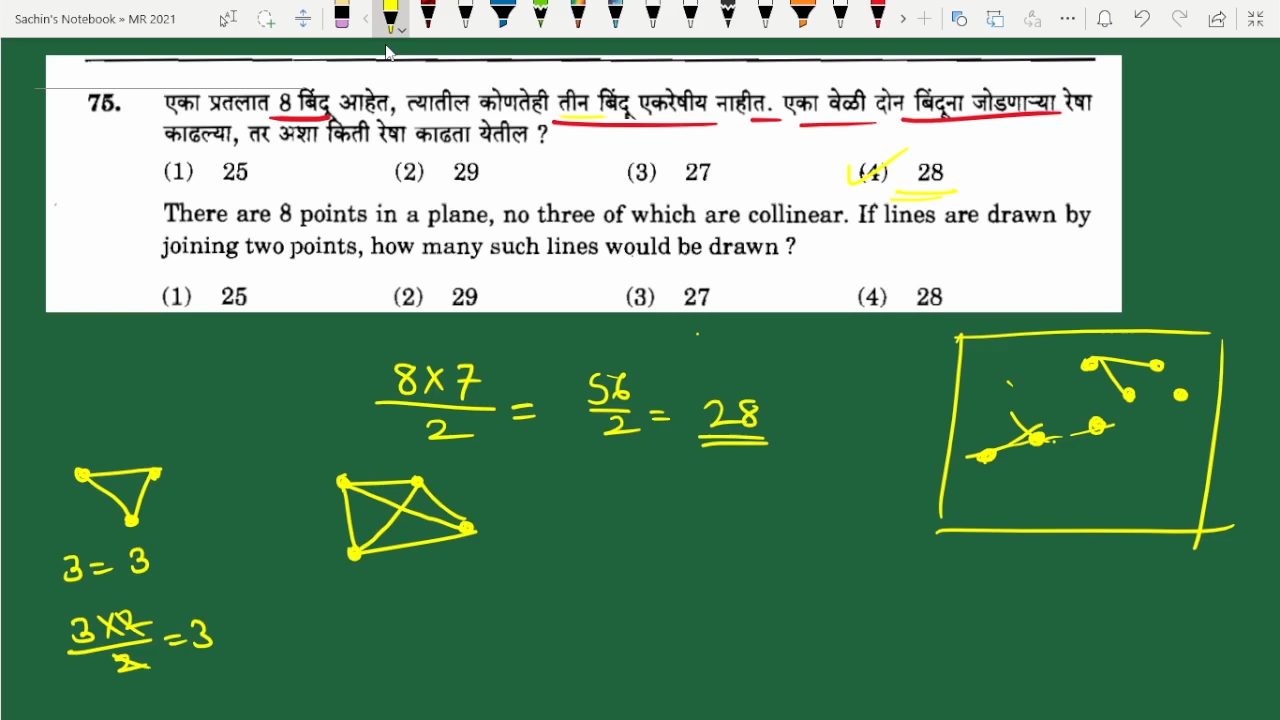 Sachin's Notebook » MR 2021
75. एका प्रतलात 8 बिंदू आहेत, त्यातील कोणतेही तीन बिंदू एकरेषीय नाहीत. एका वेळी दोन बिंदूना जोडणाऱ्या रेषा
काढल्या, तर अशा किती रेषा काढता येतील ?
(1) 25 (2) 29 (3) 27 (4) 28
There are 8 points in a plane, no three of which are collinear. If lines are drawn by
joining two points, how many such lines would be drawn ?
(1) 25 (2) 29 (3) 27 (4) 28
8 × 7 / 2 = 56 / 2 = 28
3 = 3
3 × 2 / 2 = 3